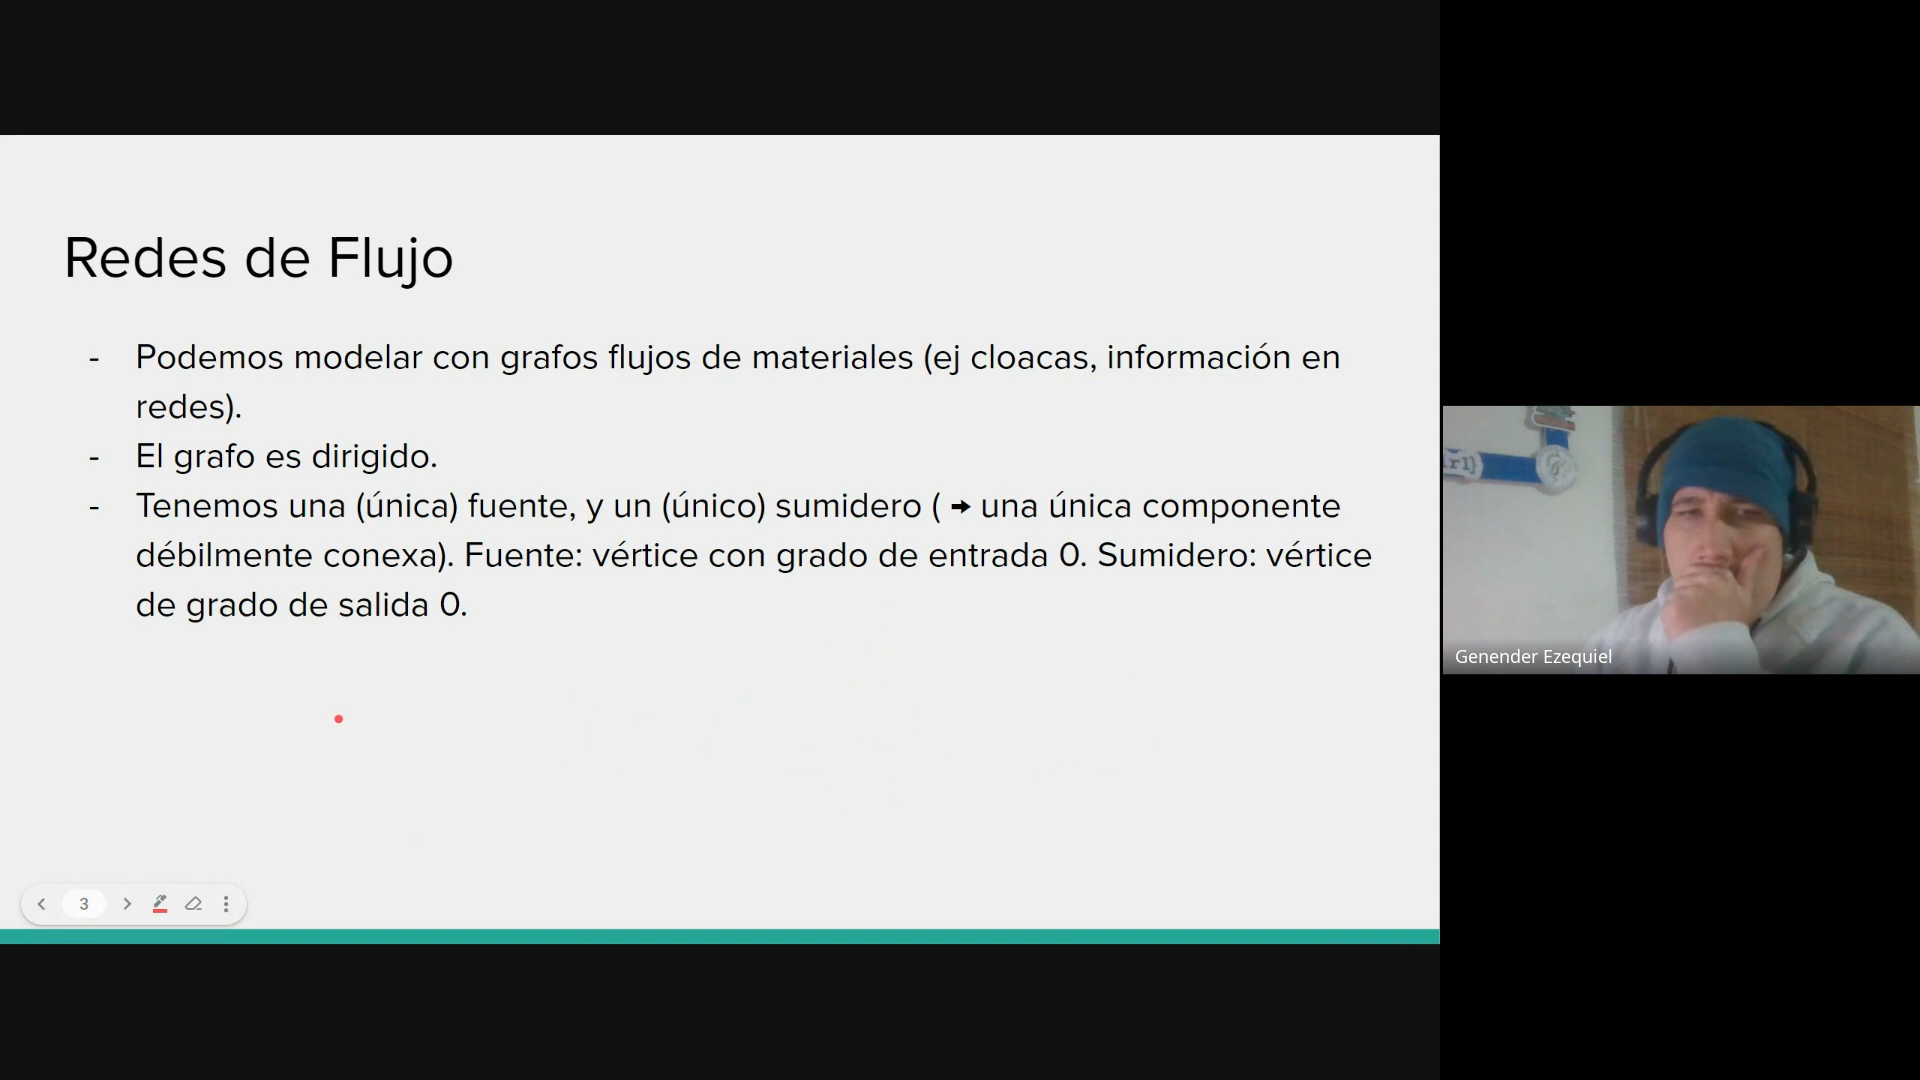 Redes de Flujo
- Podemos modelar con grafos flujos de materiales (ej cloacas, información en
redes).
- El grafo es dirigido.
- Tenemos una (única) fuente, y un (único) sumidero ( → una única componente
débilmente conexa). Fuente: vértice con grado de entrada 0. Sumidero: vértice
de grado de salida 0.
3
Genender Ezequiel